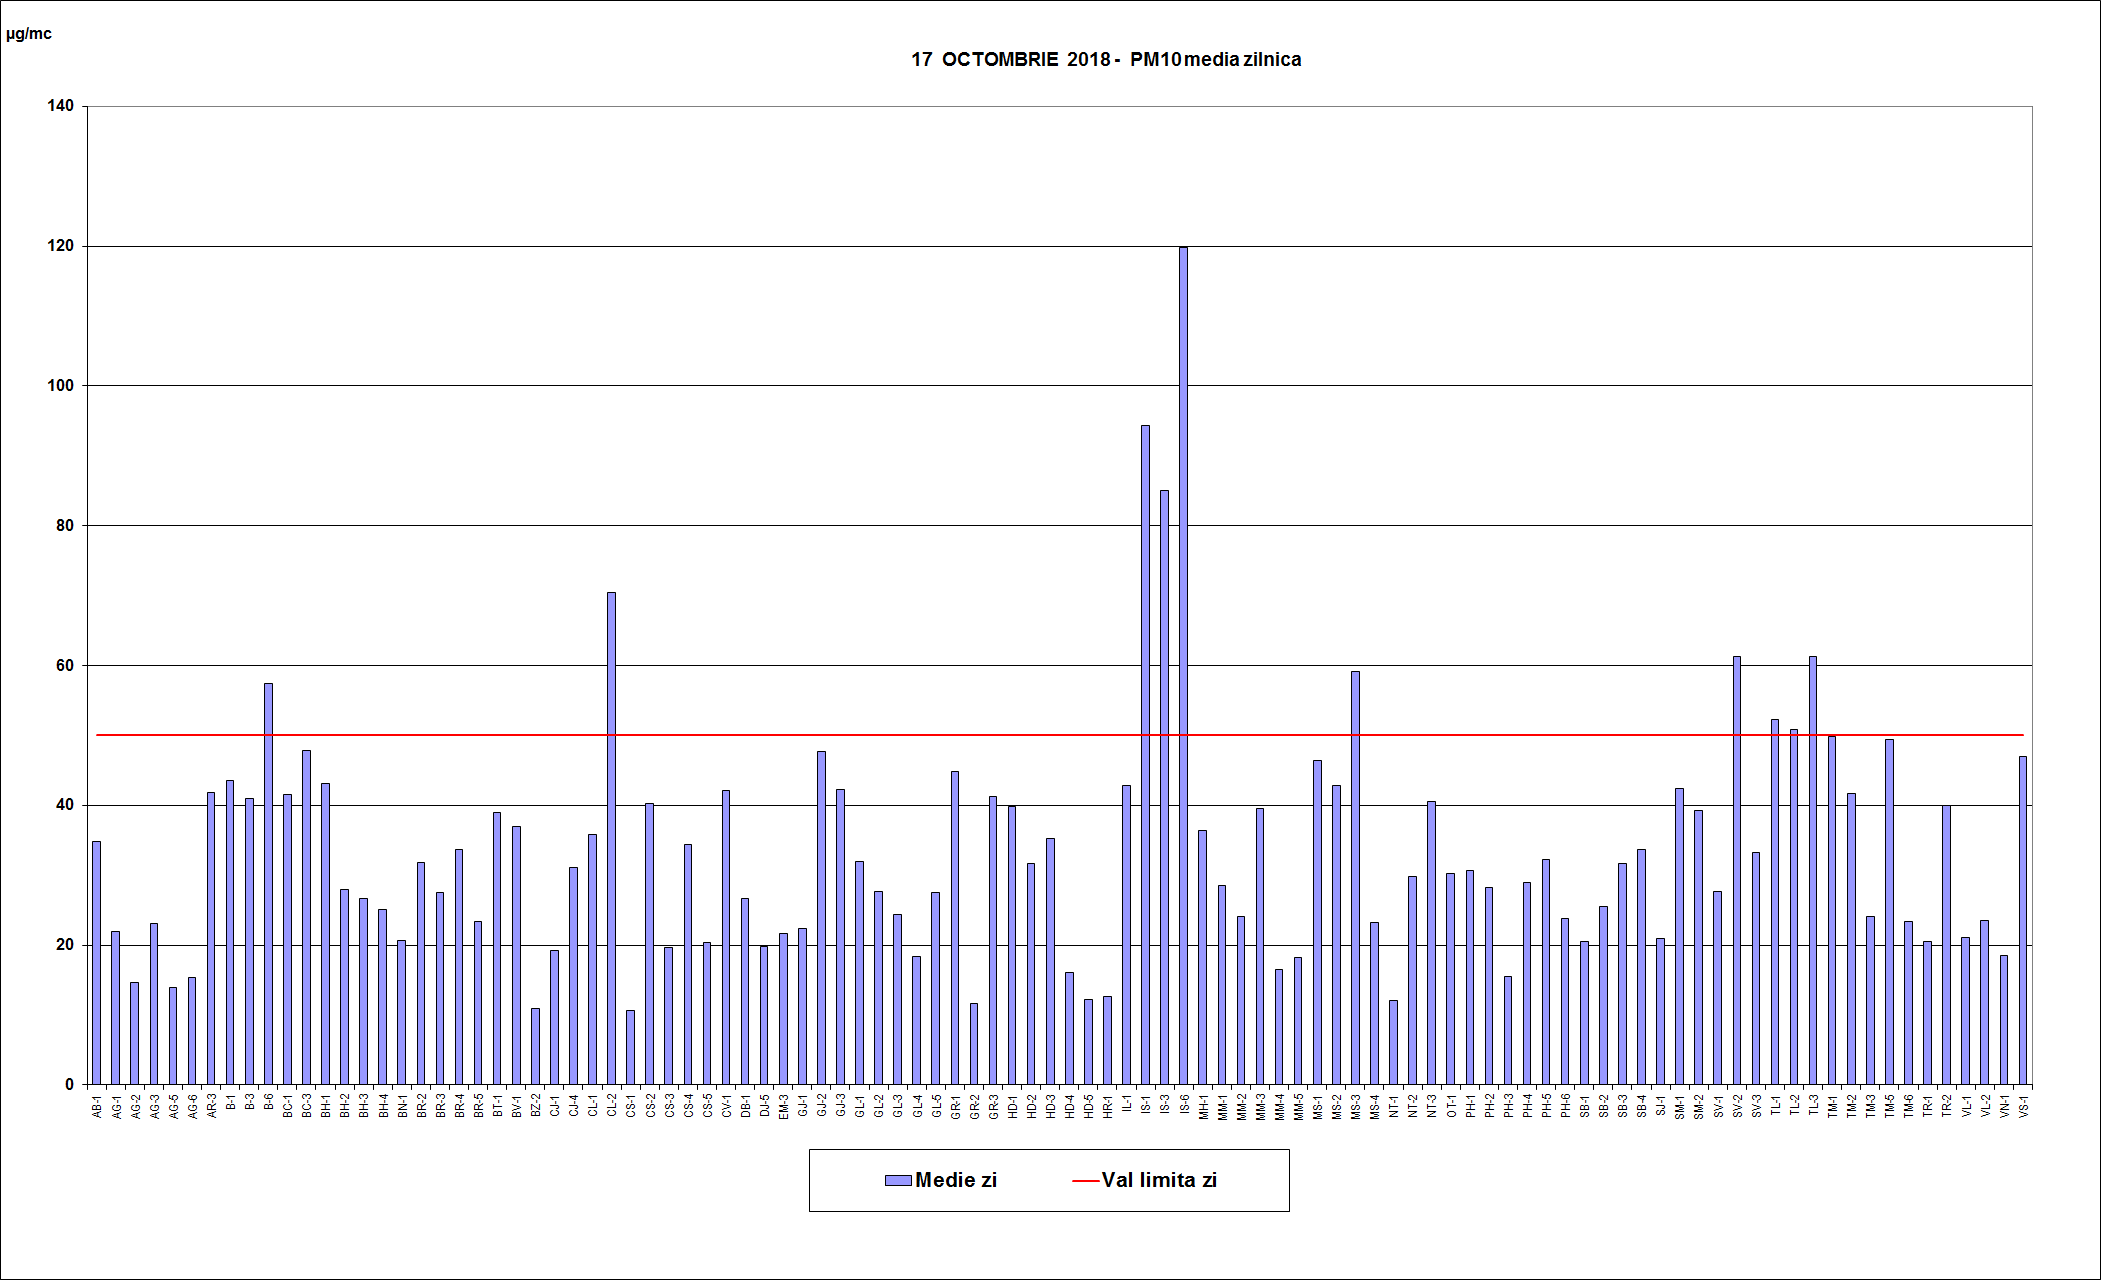 µg/mc
17 OCTOMBRIE 2018 - PM10 media zilnica
140
120
100
80
60
40
20
0
AB-1 AG-1 AG-2 AG-3 AG-5 AG-6 AR-3 B-1 B-3 B-6 BC-1 BC-3 BH-1 BH-2 BH-3 BH-4 BN-1 BR-2 BR-3 BR-4 BR-5 BT-1 BV-1 BZ-2 CJ-1 CJ-4 CL-1 CL-2 CS-1 CS-2 CS-3 CS-4 CS-5 CV-1 DB-1 DJ-5 EM-3 GJ-1 GJ-2 GJ-3 GL-1 GL-2 GL-3 GL-4 GL-5 GR-1 GR-2 GR-3 HD-1 HD-2 HD-3 HD-4 HD-5 HR-1 IL-1 IS-1 IS-3 IS-6 MH-1 MM-1 MM-2 MM-3 MM-4 MM-5 MS-1 MS-2 MS-3 MS-4 NT-1 NT-2 NT-3 OT-1 PH-1 PH-2 PH-3 PH-4 PH-5 PH-6 SB-1 SB-2 SB-3 SB-4 SJ-1 SM-1 SM-2 SV-1 SV-2 SV-3 TL-1 TL-2 TL-3 TM-1 TM-2 TM-3 TM-5 TM-6 TR-1 TR-2 VL-1 VL-2 VN-1 VS-1
Medie zi Val limita zi